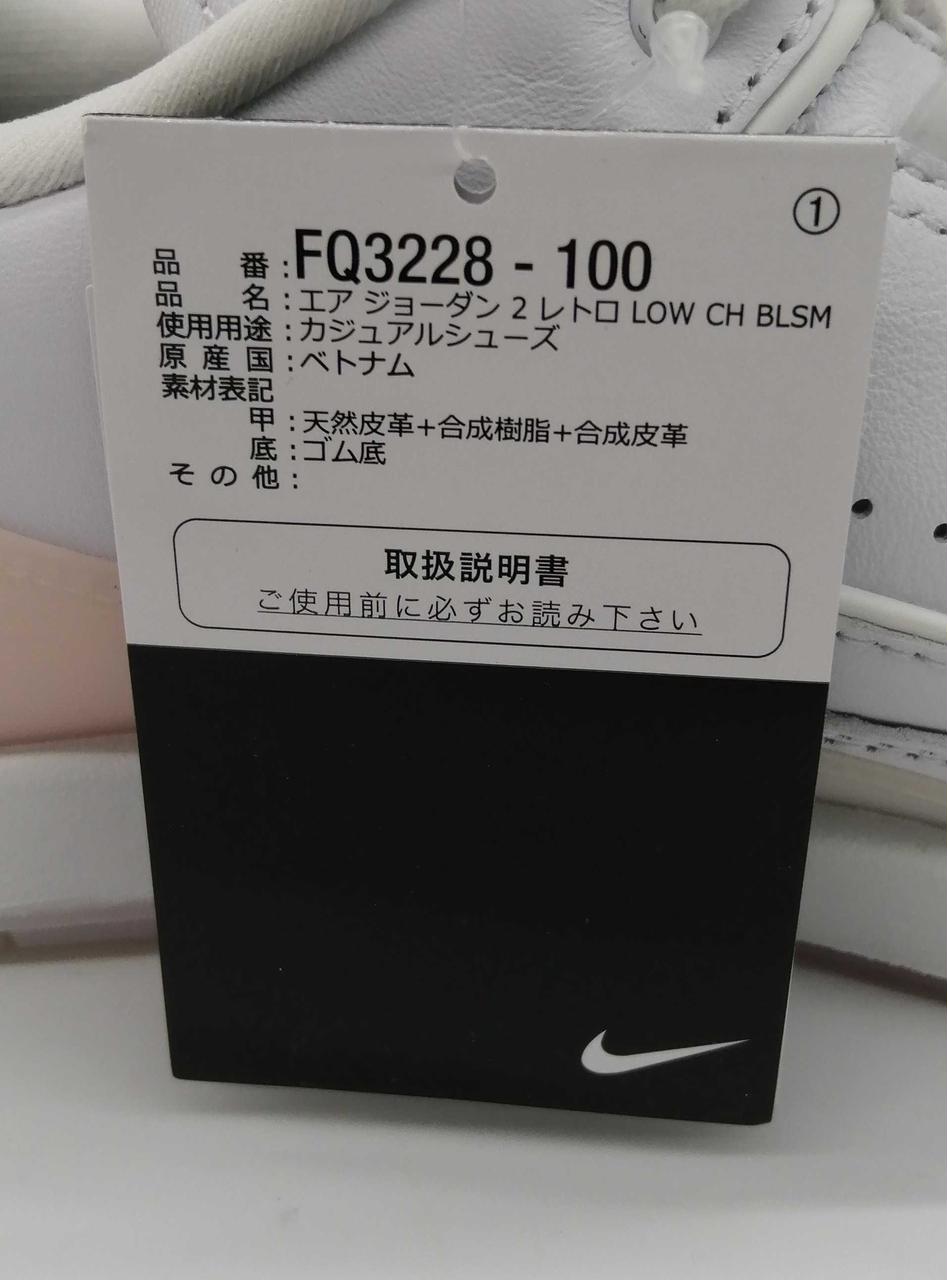 ①
品番:FQ3228 - 100
品名:エア ジョーダン 2 レトロ LOW CH BLSM
使用用途:カジュアルシューズ
原産国:ベトナム
素材表記
甲:天然皮革+合成樹脂+合成皮革
底:ゴム底
その他:
取扱説明書
ご使用前に必ずお読み下さい